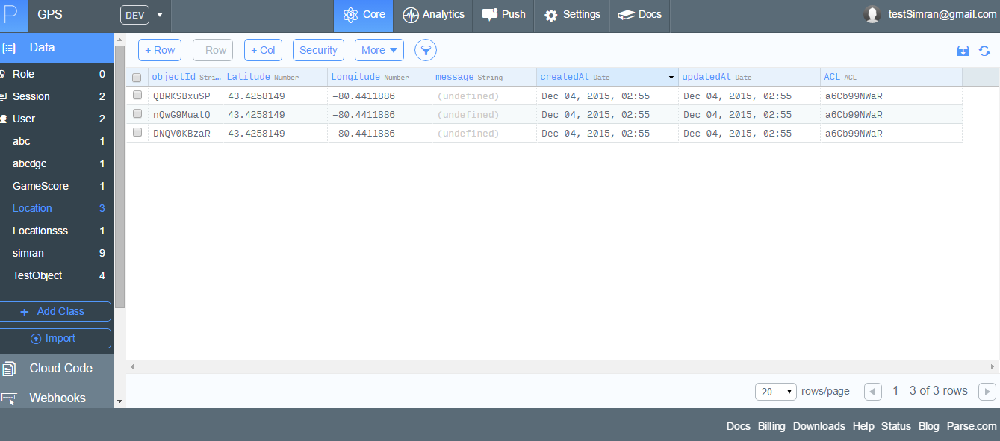 P GPS DEV Core Analytics Push Settings Docs testSimran@gmail.com
Data
+ Row - Row + Col Security More
Role 0
Session 2
User 2
abc 1
abcdgc 1
GameScore 1
Location 3
Locationsss... 1
simran 9
TestObject 4
+ Add Class
Import
Cloud Code
Webhooks
objectId Stri... Latitude Number Longitude Number message String createdAt Date updatedAt Date ACL ACL
QBRKSBxuSP 43.4258149 -80.4411886 (undefined) Dec 04, 2015, 02:55 Dec 04, 2015, 02:55 a6Cb99NWaR
nQwG9MuatQ 43.4258149 -80.4411886 (undefined) Dec 04, 2015, 02:55 Dec 04, 2015, 02:55 a6Cb99NWaR
DNQV0KBzaR 43.4258149 -80.4411886 (undefined) Dec 04, 2015, 02:55 Dec 04, 2015, 02:55 a6Cb99NWaR
20 rows/page 1 - 3 of 3 rows
Docs Billing Downloads Help Status Blog Parse.com